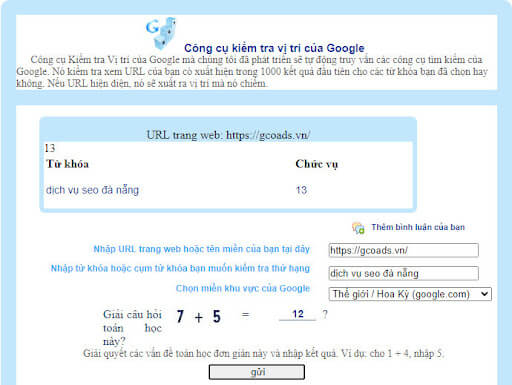 Công cụ kiểm tra vị trí của Google
Công cụ Kiểm tra Vị trí của Google mà chúng tôi đã phát triển sẽ tự động truy vấn các công cụ tìm kiếm của
Google. Nó kiểm tra xem URL của bạn có xuất hiện trong 1000 kết quả đầu tiên cho các từ khóa bạn đã chọn hay
không. Nếu URL hiện diện, nó sẽ xuất ra vị trí mà nó chiếm.
URL trang web: https://gcoads.vn/
13
Từ khóa Chức vụ
dịch vụ seo đà nẵng 13
Thêm bình luận của bạn
Nhập URL trang web hoặc tên miền của bạn tại đây https://gcoads.vn/
Nhập từ khóa hoặc cụm từ khóa bạn muốn kiểm tra thứ hạng dịch vụ seo đà nẵng
Chọn miền khu vực của Google Thế giới / Hoa Kỳ (google.com)
Giải câu hỏi
toán học
này?
7 + 5 = 12 ?
Giải quyết các vấn đề toán học đơn giản này và nhập kết quả. Ví dụ: cho 1 + 4, nhập 5.
gửi